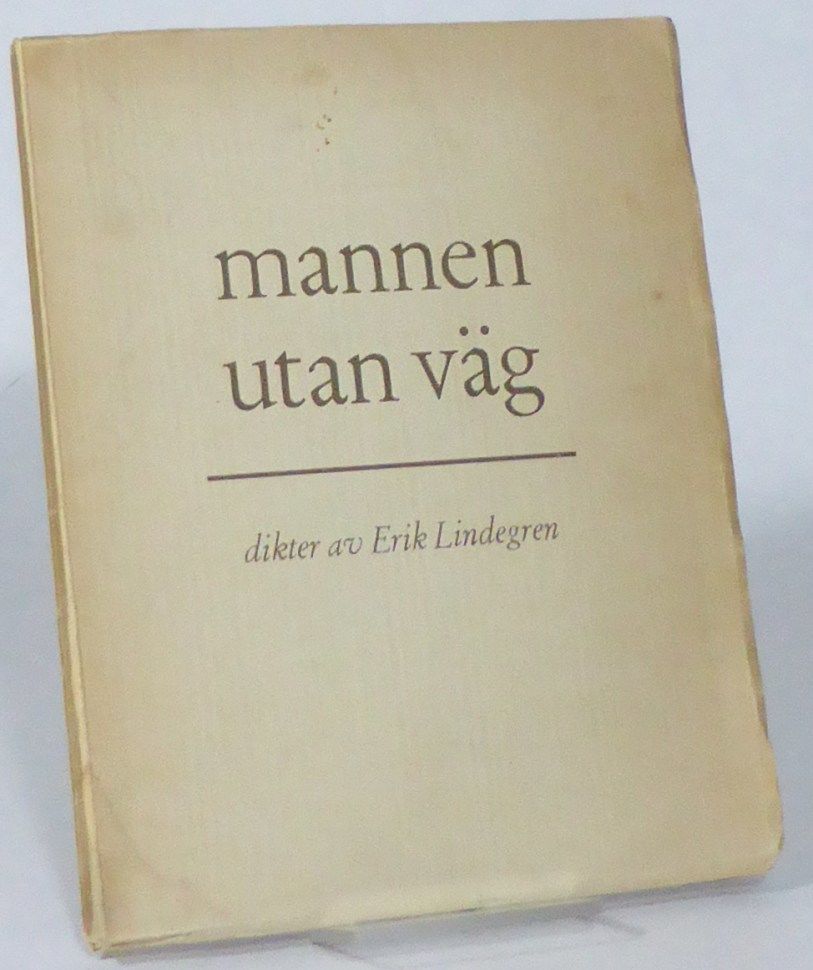 mannen
utan väg
dikter av Erik Lindegren